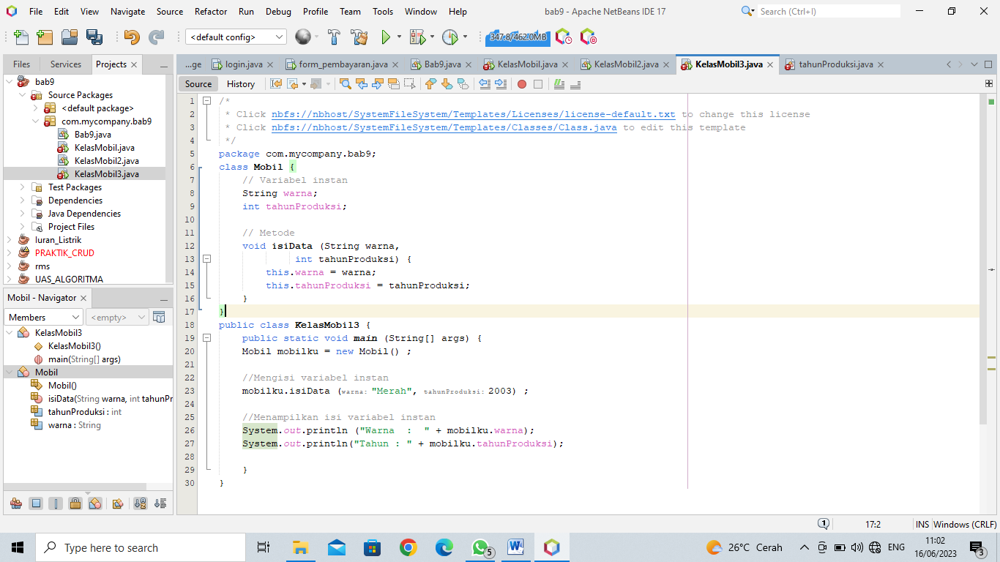 File Edit View Navigate Source Refactor Run Debug Profile Team Tools Window Help
bab9 - Apache NetBeans IDE 17
Search (Ctrl+I)
<default config>
347.8/462.0MB
Files Services Projects
...ge login.java form_pembayaran.java Bab9.java KelasMobil.java KelasMobil2.java KelasMobil3.java tahunProduksi.java
Source History
bab9
Source Packages
<default package>
com.mycompany.bab9
Bab9.java
KelasMobil.java
KelasMobil2.java
KelasMobil3.java
Test Packages
Dependencies
Java Dependencies
Project Files
Iuran_Listrik
PRAKTIK_CRUD
rms
UAS_ALGORITMA
Mobil - Navigator
Members <empty>
KelasMobil3
KelasMobil3()
main(String[] args)
Mobil
Mobil()
isiData(String warna, int tahunPr
tahunProduksi : int
warna : String
1 /*
2 * Click nbfs://nbhost/SystemFileSystem/Templates/Licenses/license-default.txt to change this license
3 * Click nbfs://nbhost/SystemFileSystem/Templates/Classes/Class.java to edit this template
4 */
5 package com.mycompany.bab9;
6 class Mobil {
7 // Variabel instan
8 String warna;
9 int tahunProduksi;
10
11 // Metode
12 void isiData (String warna,
13 int tahunProduksi) {
14 this.warna = warna;
15 this.tahunProduksi = tahunProduksi;
16 }
17 }
18 public class KelasMobil3 {
19 public static void main (String[] args) {
20 Mobil mobilku = new Mobil() ;
21
22 //Mengisi variabel instan
23 mobilku.isiData (warna: "Merah", tahunProduksi: 2003) ;
24
25 //Menampilkan isi variabel instan
26 System.out.println ("Warna  :  " + mobilku.warna);
27 System.out.println("Tahun : " + mobilku.tahunProduksi);
28
29 }
30 }
1 17:2 INS Windows (CRLF)
Type here to search
5
26°C Cerah
ENG
11:02
16/06/2023
3